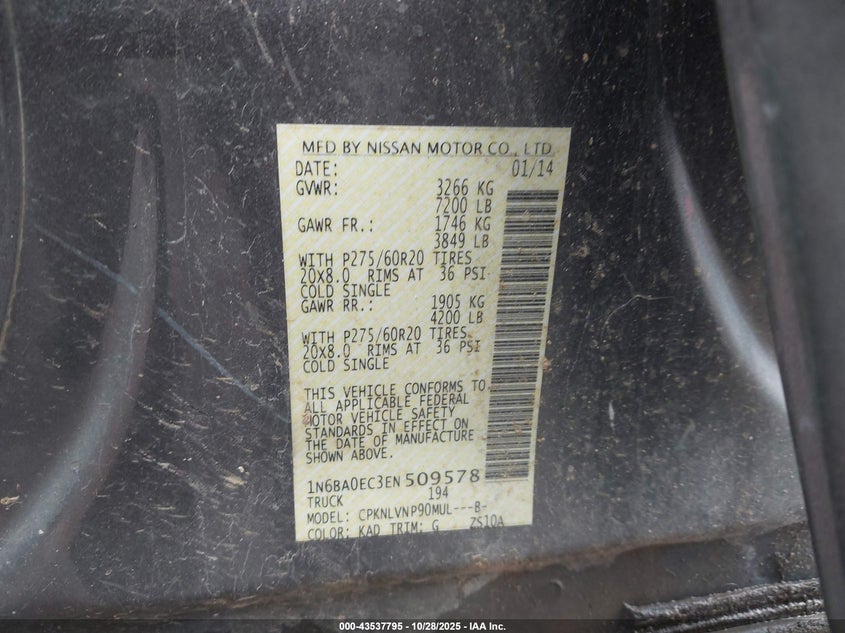 MFD BY NISSAN MOTOR CO., LTD.
DATE: 01/14
GVWR: 3266 KG
7200 LB
GAWR FR.: 1746 KG
3849 LB
WITH P275/60R20 TIRES
20X8.0 RIMS AT 36 PSI
COLD SINGLE
GAWR RR.: 1905 KG
4200 LB
WITH P275/60R20 TIRES
20X8.0 RIMS AT 36 PSI
COLD SINGLE
THIS VEHICLE CONFORMS TO
ALL APPLICABLE FEDERAL
MOTOR VEHICLE SAFETY
STANDARDS IN EFFECT ON
THE DATE OF MANUFACTURE
SHOWN ABOVE.
1N6BA0EC3EN 509578
TRUCK 194
MODEL: CPKNLVNP90MUL---B-
COLOR: KAD TRIM: G ZS10A
000-43537795 - 10/28/2025 - IAA Inc.